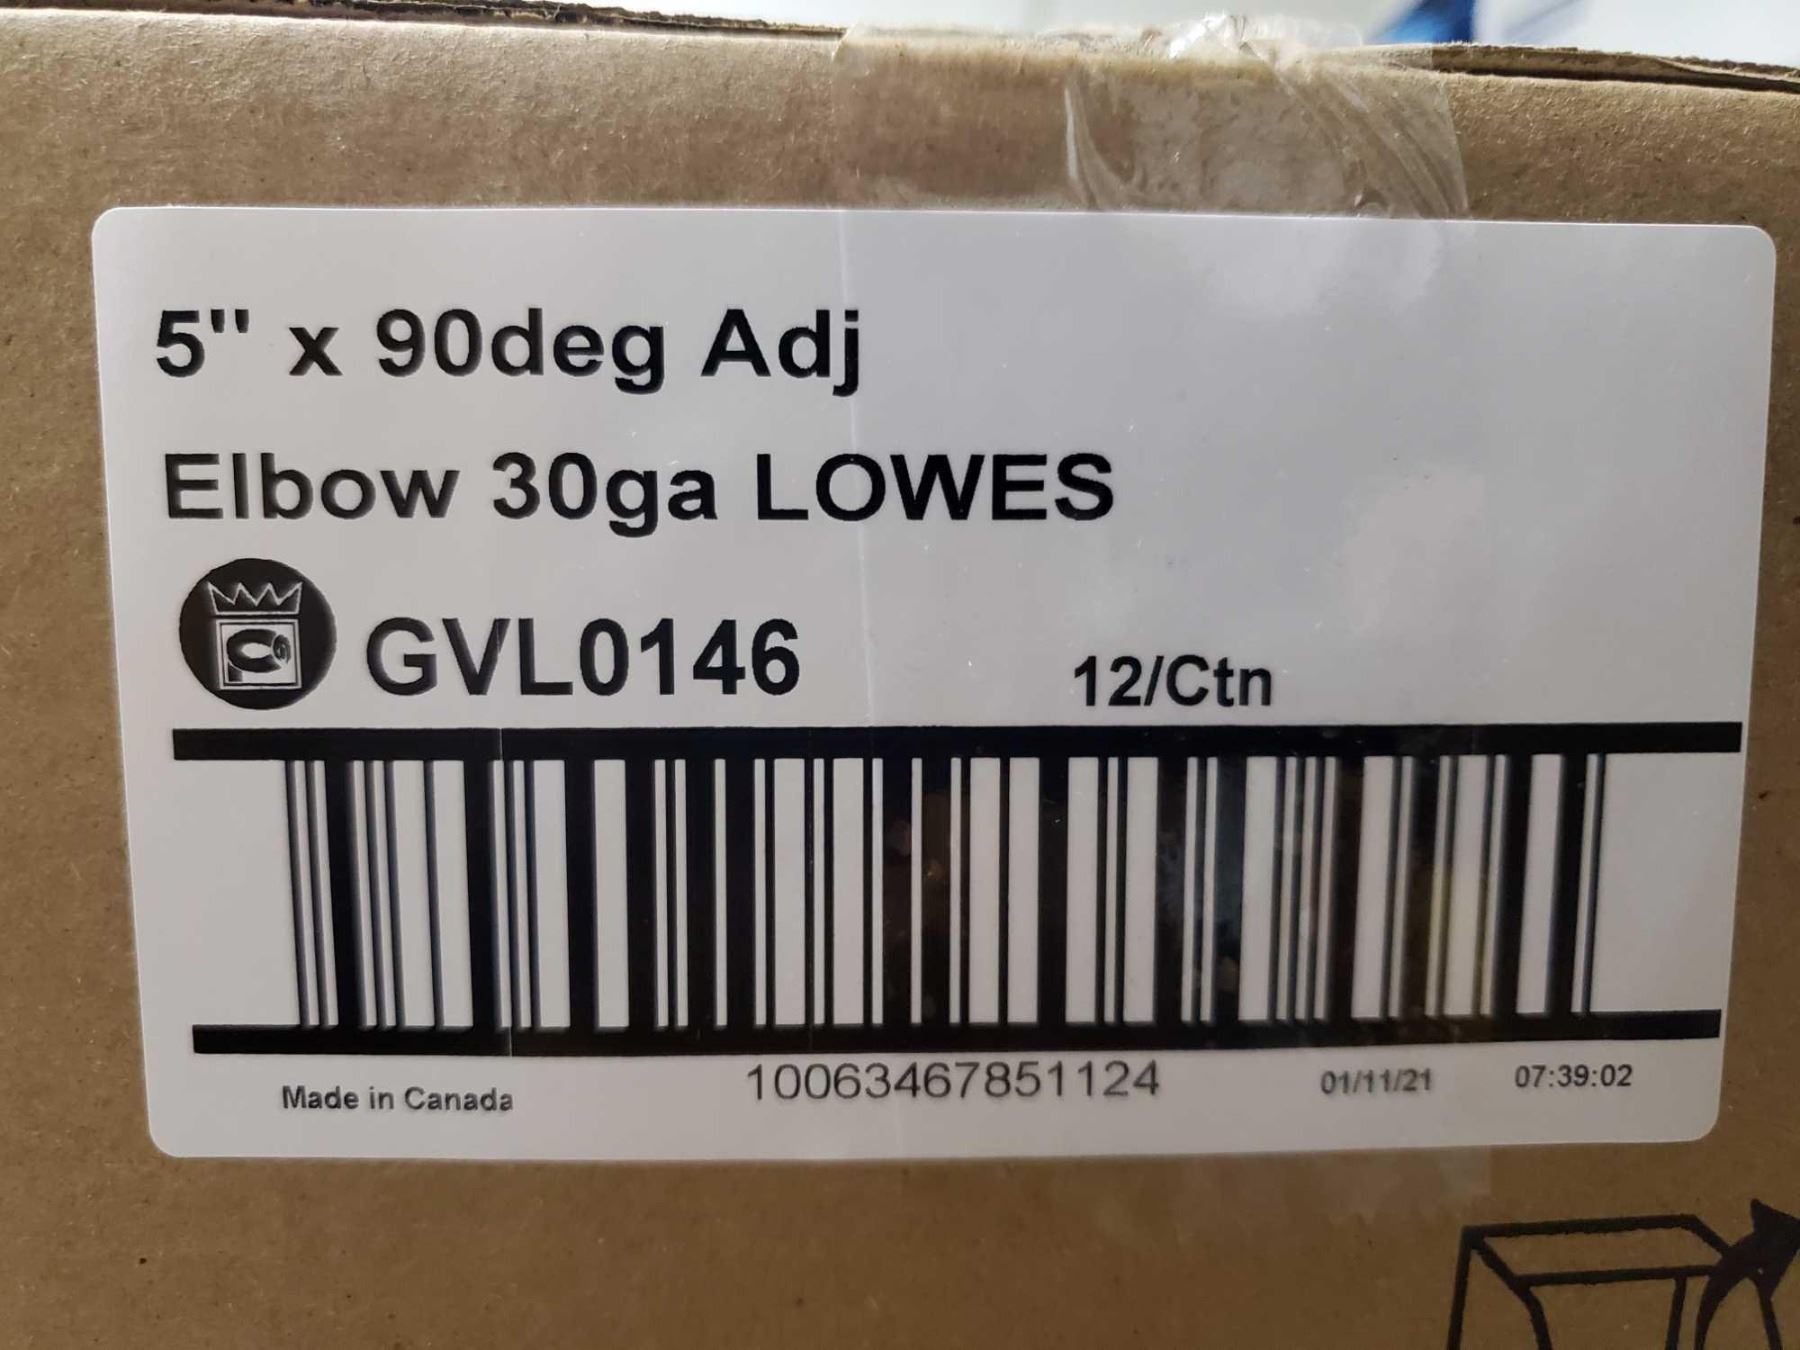 5" x 90deg Adj
Elbow 30ga LOWES
GVL0146 12/Ctn
Made in Canada 10063467851124 01/11/21 07:39:02